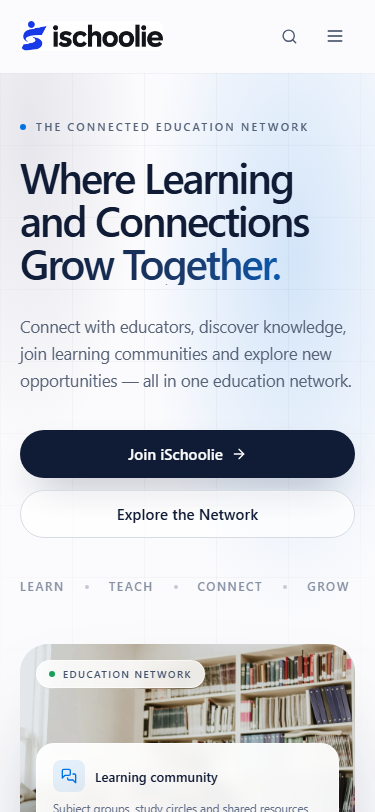 ischoolie
THE CONNECTED EDUCATION NETWORK
Where Learning
and Connections
Grow Together.
Connect with educators, discover knowledge,
join learning communities and explore new
opportunities — all in one education network.
Join iSchoolie →
Explore the Network
LEARN • TEACH • CONNECT • GROW
EDUCATION NETWORK
Learning community
Subject groups, study circles and shared resources